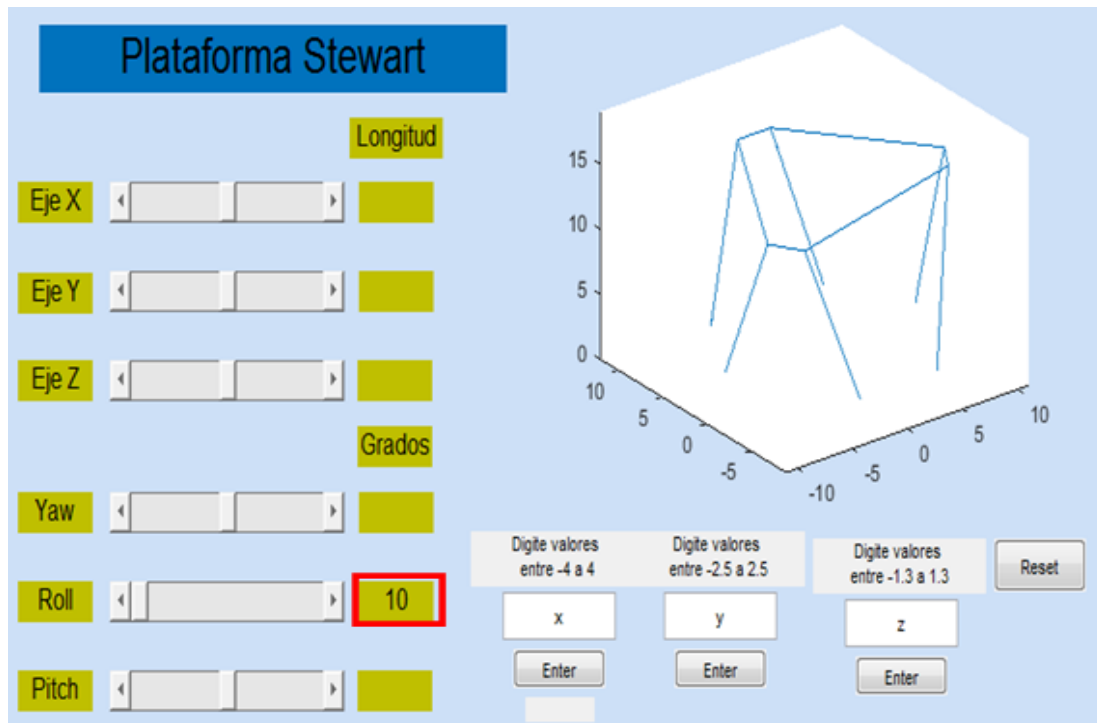 Plataforma Stewart
Longitud
Eje X
Eje Y
Eje Z
Grados
Yaw
Roll
10
Pitch
15
10
5
0
10
5
0
-5
-10
-5
0
5
10
Digite valores
entre -4 a 4
x
Enter
Digite valores
entre -2.5 a 2.5
y
Enter
Digite valores
entre -1.3 a 1.3
z
Enter
Reset